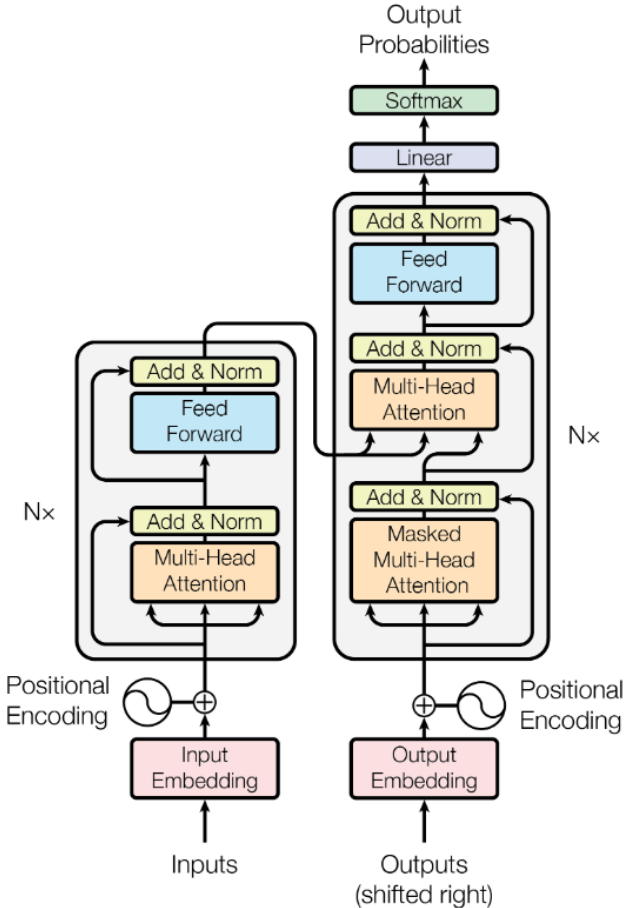 Output
Probabilities
Softmax
Linear
Add & Norm
Feed
Forward
Add & Norm
Multi-Head
Attention
Add & Norm
Masked
Multi-Head
Attention
Nx
Add & Norm
Feed
Forward
Add & Norm
Multi-Head
Attention
Nx
Positional
Encoding
Positional
Encoding
Input
Embedding
Output
Embedding
Inputs
Outputs
(shifted right)